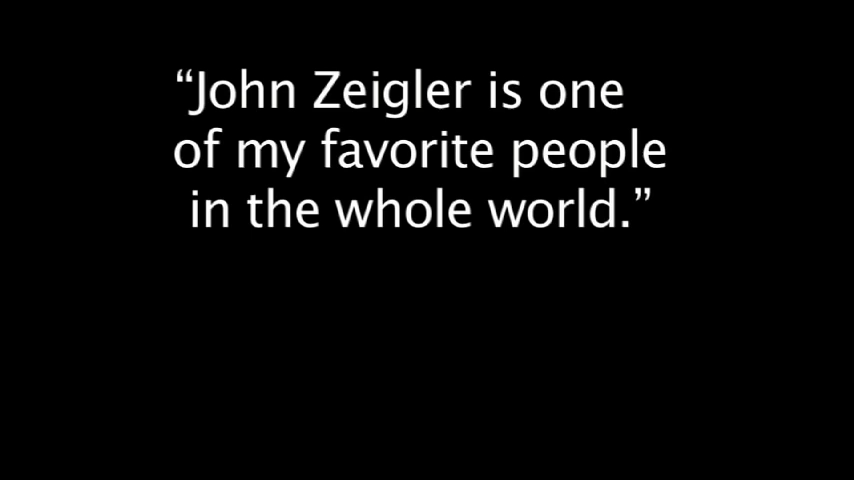 “John Zeigler is one
of my favorite people
in the whole world.”